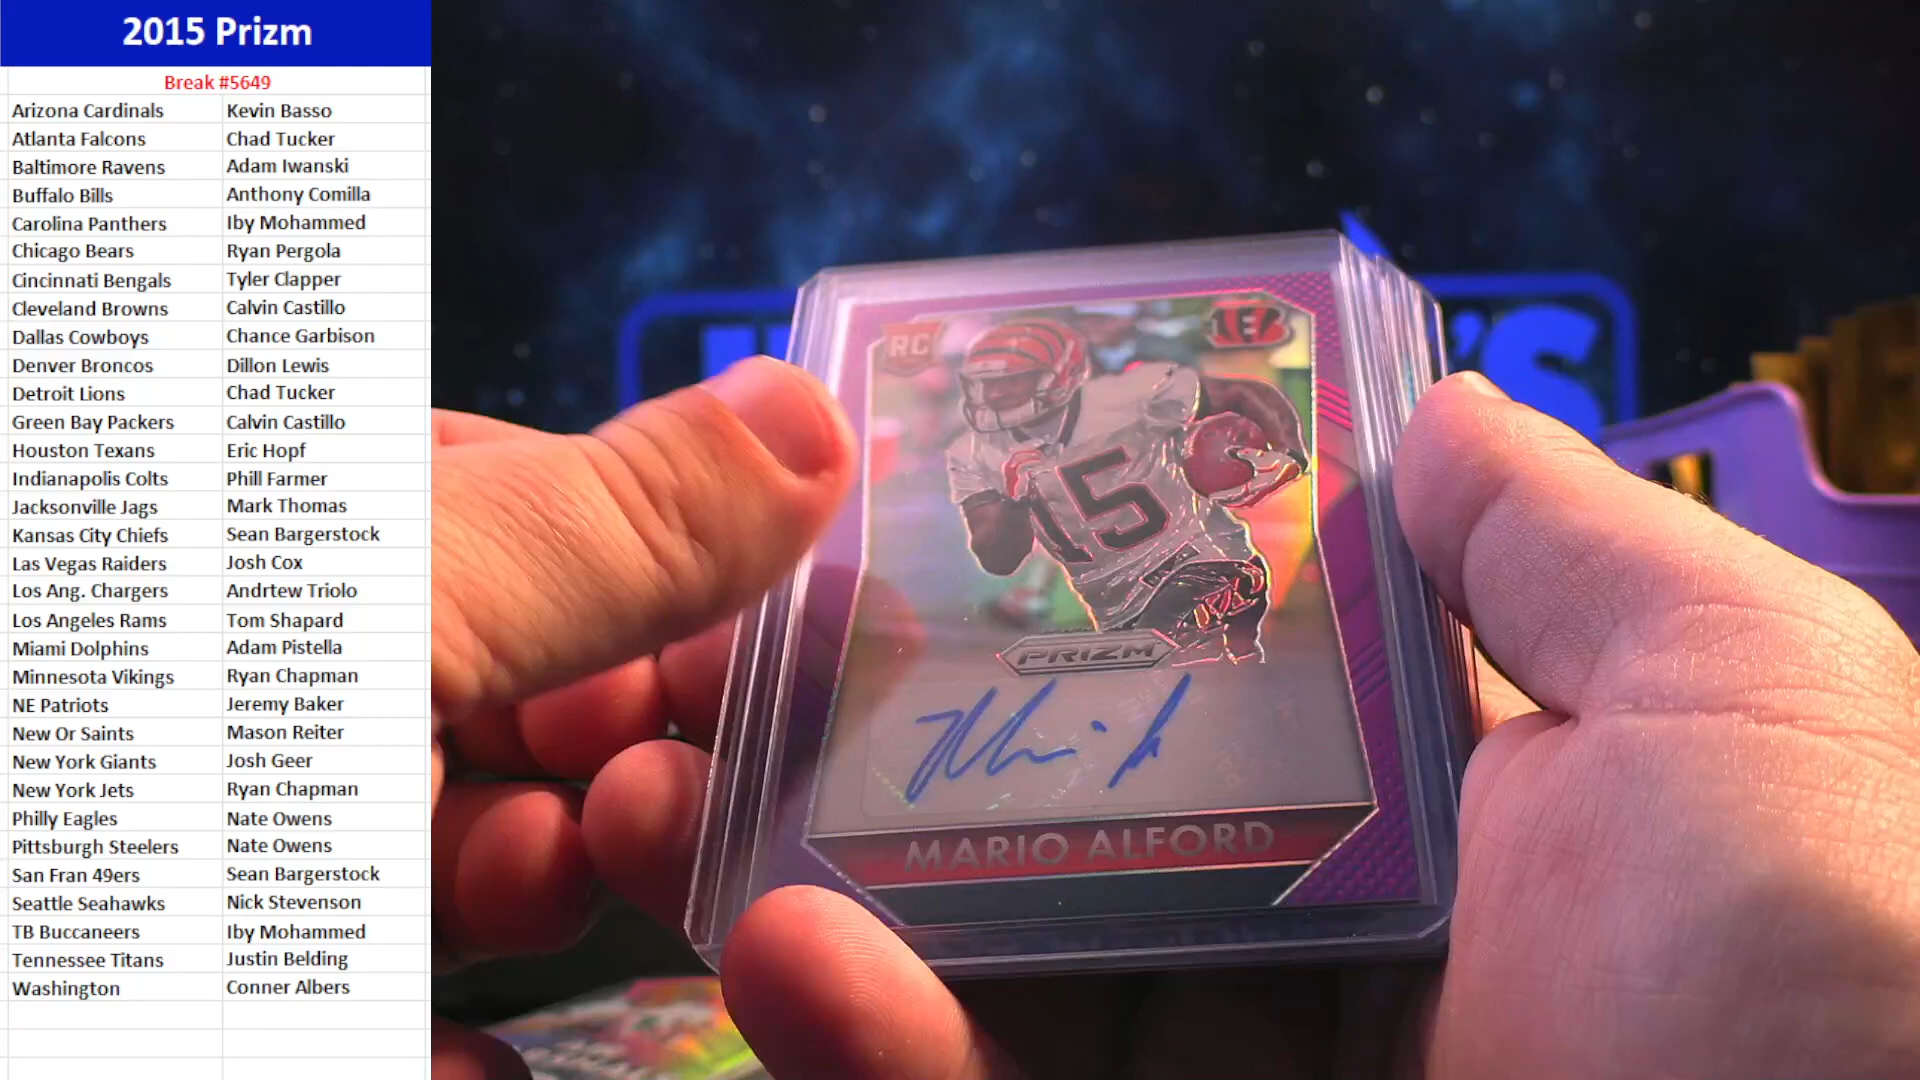 2015 Prizm
Break #5649
Arizona Cardinals Kevin Basso
Atlanta Falcons Chad Tucker
Baltimore Ravens Adam Iwanski
Buffalo Bills Anthony Comilla
Carolina Panthers Iby Mohammed
Chicago Bears Ryan Pergola
Cincinnati Bengals Tyler Clapper
Cleveland Browns Calvin Castillo
Dallas Cowboys Chance Garbison
Denver Broncos Dillon Lewis
Detroit Lions Chad Tucker
Green Bay Packers Calvin Castillo
Houston Texans Eric Hopf
Indianapolis Colts Phill Farmer
Jacksonville Jags Mark Thomas
Kansas City Chiefs Sean Bargerstock
Las Vegas Raiders Josh Cox
Los Ang. Chargers Andrtew Triolo
Los Angeles Rams Tom Shapard
Miami Dolphins Adam Pistella
Minnesota Vikings Ryan Chapman
NE Patriots Jeremy Baker
New Or Saints Mason Reiter
New York Giants Josh Geer
New York Jets Ryan Chapman
Philly Eagles Nate Owens
Pittsburgh Steelers Nate Owens
San Fran 49ers Sean Bargerstock
Seattle Seahawks Nick Stevenson
TB Buccaneers Iby Mohammed
Tennessee Titans Justin Belding
Washington Conner Albers
RC
B
15
PRIZM
MARIO ALFORD
'S